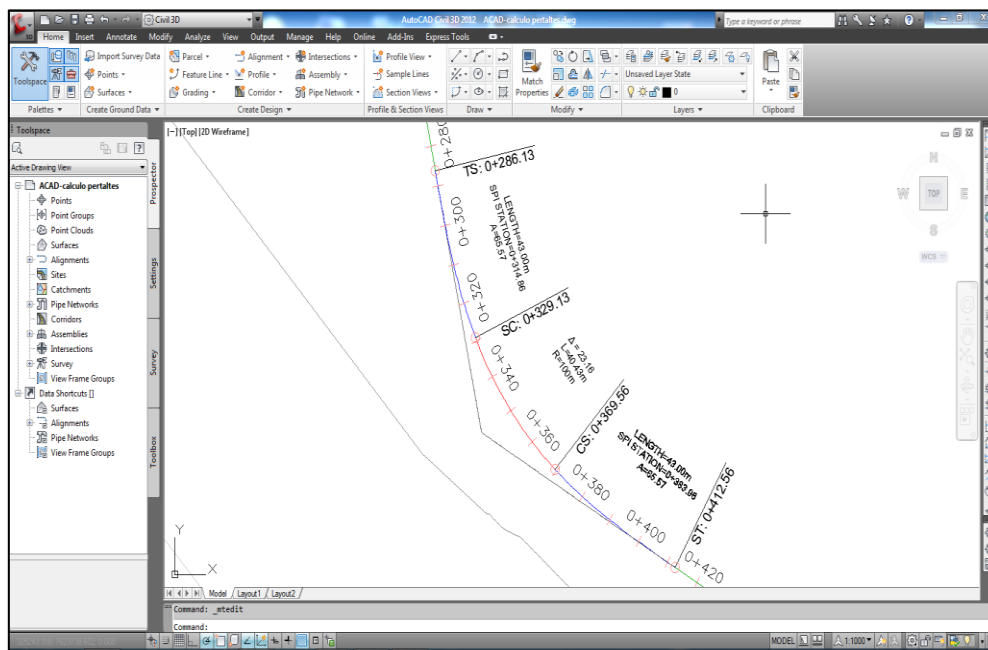 Civil 3D
AutoCAD Civil 3D 2012 ACAD-calculo pertaltes.dwg
Type a keyword or phrase
Home Insert Annotate Modify Analyze View Output Manage Help Online Add-Ins Express Tools
Toolspace
Import Survey Data
Points
Surfaces
Parcel
Feature Line
Grading
Alignment
Profile
Corridor
Intersections
Assembly
Pipe Network
Profile View
Sample Lines
Section Views
Match
Properties
Unsaved Layer State
0
Paste
Palettes
Create Ground Data
Create Design
Profile & Section Views
Draw
Modify
Layers
Clipboard
Toolspace
Active Drawing View
ACAD-calculo pertaltes
Points
Point Groups
Point Clouds
Surfaces
Alignments
Sites
Catchments
Pipe Networks
Corridors
Assemblies
Intersections
Survey
View Frame Groups
Data Shortcuts []
Surfaces
Alignments
Pipe Networks
View Frame Groups
Prospector
Settings
Survey
Toolbox
[−][Top][2D Wireframe]
N
W TOP E
S
WCS
0+280
TS: 0+286.13
0+300
LENGTH=43.00m
SPI STATION=0+314.86
A=65.57
0+320
SC: 0+329.13
0+340
Δ = 23.16
L=40.43m
R=100m
0+360
CS: 0+369.56
0+380
LENGTH=43.00m
SPI STATION=0+383.98
A=65.57
0+400
ST: 0+412.56
0+420
Y
X
Model Layout1 Layout2
Command: _mtedit
Command:
MODEL
1:1000